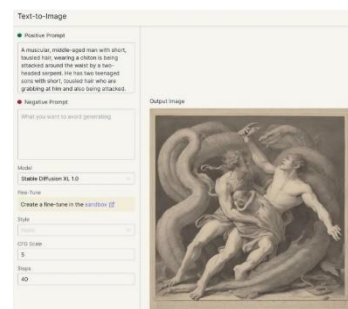 Text-to-Image
Positive Prompt
A muscular, middle-aged man with short,
tousled hair, wearing a chiton is being
attacked around the waist by a two-
headed serpent. He has two teenaged
sons with short, tousled hair who are
grabbing at him and also being attacked.
Negative Prompt
What you want to avoid generating
Output Image
Model
Stable Diffusion XL 1.0
Fine-Tune
Create a fine-tune in the sandbox
Style
None
CFG Scale
5
Steps
40